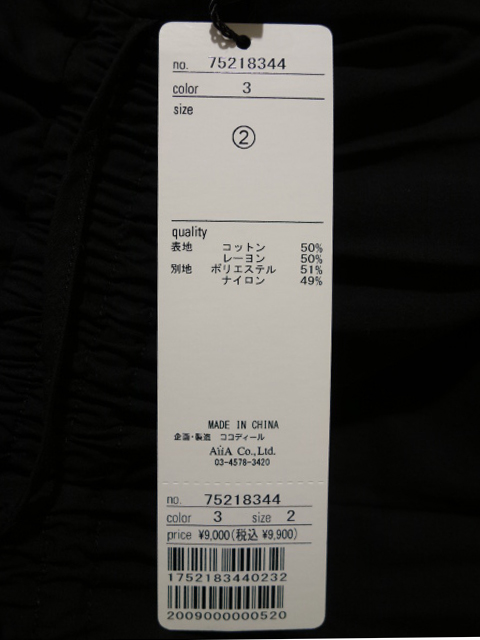 no. 75218344
color 3
size
②
quality
表地 コットン 50%
レーヨン 50%
別地 ポリエステル 51%
ナイロン 49%
MADE IN CHINA
企画・製造 ココディール
AiiA Co.,Ltd.
03-4578-3420
no. 75218344
color 3 size 2
price ¥9,000(税込 ¥9,900)
1752183440232
2009000000520